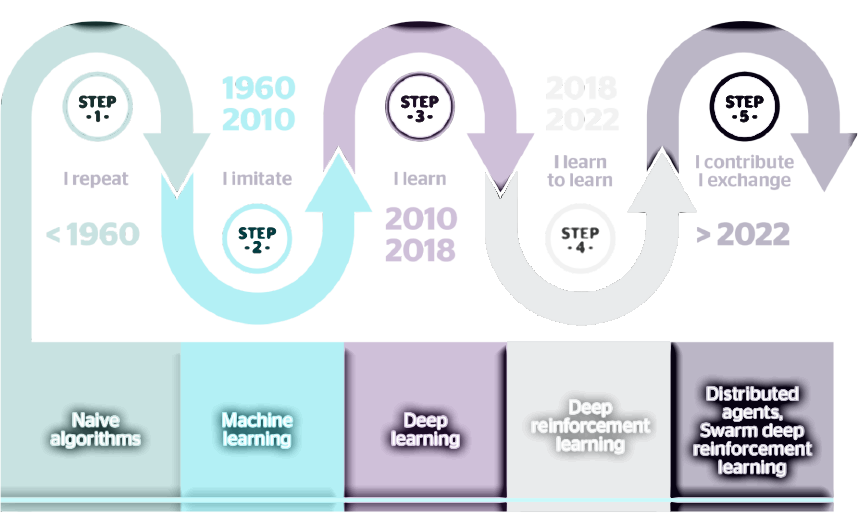 STEP
-1-
I repeat
< 1960
1960
2010
I imitate
STEP
-2-
STEP
-3-
I learn
2010
2018
2018
2022
I learn
to learn
STEP
-4-
STEP
-5-
I contribute
I exchange
> 2022
Naive
algorithms
Machine
learning
Deep
learning
Deep
reinforcement
learning
Distributed
agents,
Swarm deep
reinforcement
learning